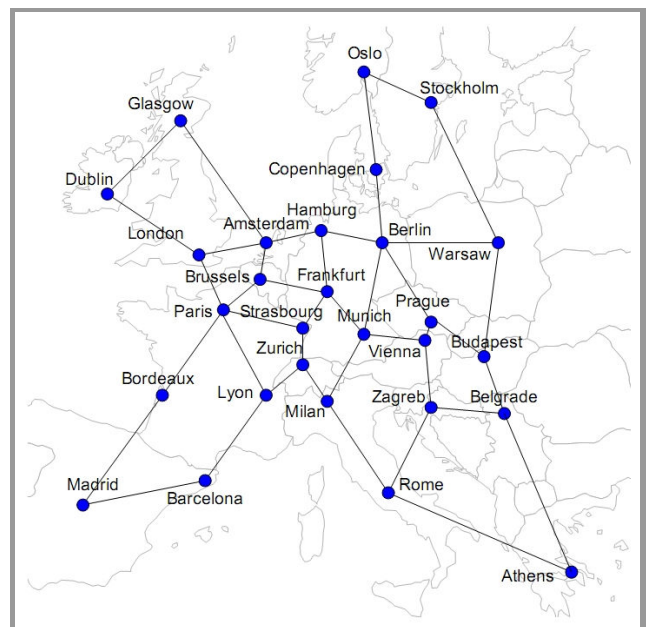 Oslo
Stockholm
Glasgow
Copenhagen
Dublin
Hamburg
Amsterdam
London
Berlin
Warsaw
Brussels
Frankfurt
Prague
Paris
Strasbourg
Munich
Zurich
Vienna
Budapest
Bordeaux
Lyon
Milan
Zagreb
Belgrade
Madrid
Barcelona
Rome
Athens